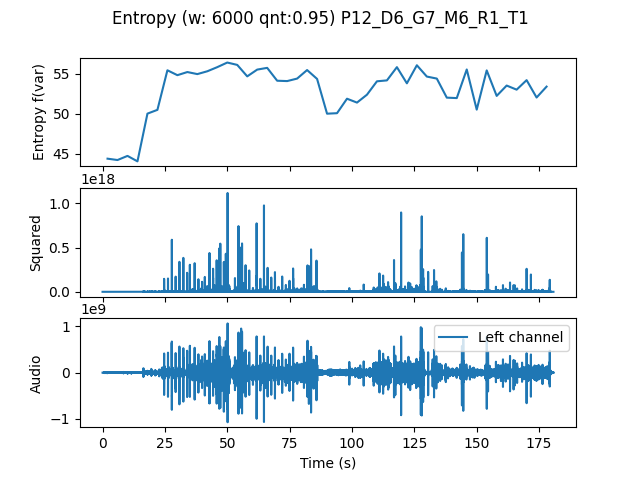 Entropy (w: 6000 qnt:0.95) P12_D6_G7_M6_R1_T1
Entropy f(var)
55
50
45
1e18
Squared
1.0
0.5
0.0
1e9
Audio
1
0
−1
Left channel
0 25 50 75 100 125 150 175
Time (s)